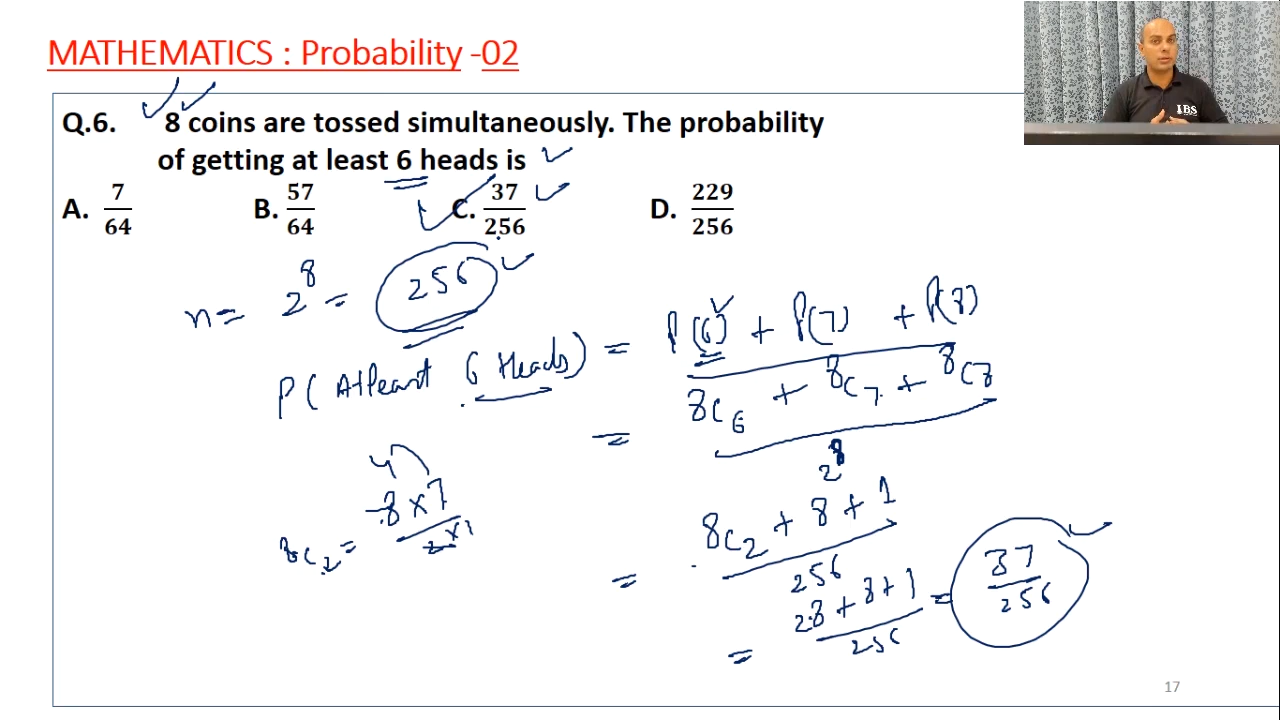 MATHEMATICS : Probability -02
IBS
Q.6. 8 coins are tossed simultaneously. The probability
of getting at least 6 heads is
A. 7/64 B. 57/64 C. 37/256 D. 229/256
n = 2^8 = 256
P( Atleast 6 Heads) = P(6) + P(7) + P(8)
= 8C6 + 8C7 + 8C8 / 2^8
8C2 = 8×7 / 2×1
4
= 8C2 + 8 + 1 / 256
= 28 + 8 + 1 / 256 = 37/256
17